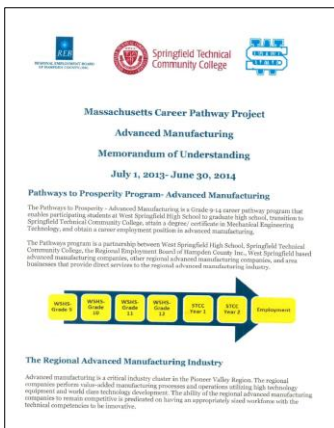 REB
REGIONAL EMPLOYMENT BOARD
OF HAMPDEN COUNTY, INC.
Springfield Technical
Community College
Massachusetts Career Pathway Project
Advanced Manufacturing
Memorandum of Understanding
July 1, 2013- June 30, 2014
Pathways to Prosperity Program- Advanced Manufacturing
The Pathways to Prosperity - Advanced Manufacturing is a Grade 9-14 career pathway program that
enables participating students at West Springfield High School to graduate high school, transition to
Springfield Technical Community College, attain a degree/ certificate in Mechanical Engineering
Technology, and obtain a career employment position in advanced manufacturing.
The Pathways program is a partnership between West Springfield High School, Springfield Technical
Community College, the Regional Employment Board of Hampden County Inc., West Springfield based
advanced manufacturing companies, other regional advanced manufacturing companies, and area
businesses that provide direct services to the regional advanced manufacturing industry.
WSHS-
Grade 9
WSHS-
Grade
10
WSHS-
Grade
11
WSHS-
Grade
12
STCC
Year 1
STCC
Year 2
Employment
The Regional Advanced Manufacturing Industry
Advanced manufacturing is a critical industry cluster in the Pioneer Valley Region. The regional
companies perform value-added manufacturing processes and operations utilizing high technology
equipment and world class technology development. The ability of the regional advanced manufacturing
companies to remain competitive is predicated on having an appropriately sized workforce with the
technical competencies to be innovative.